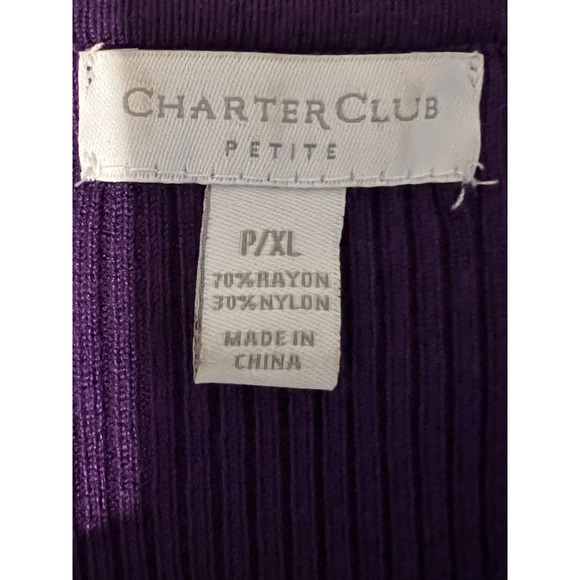 CHARTER CLUB
PETITE
P/XL
70%RAYON
30%NYLON
MADE IN
CHINA